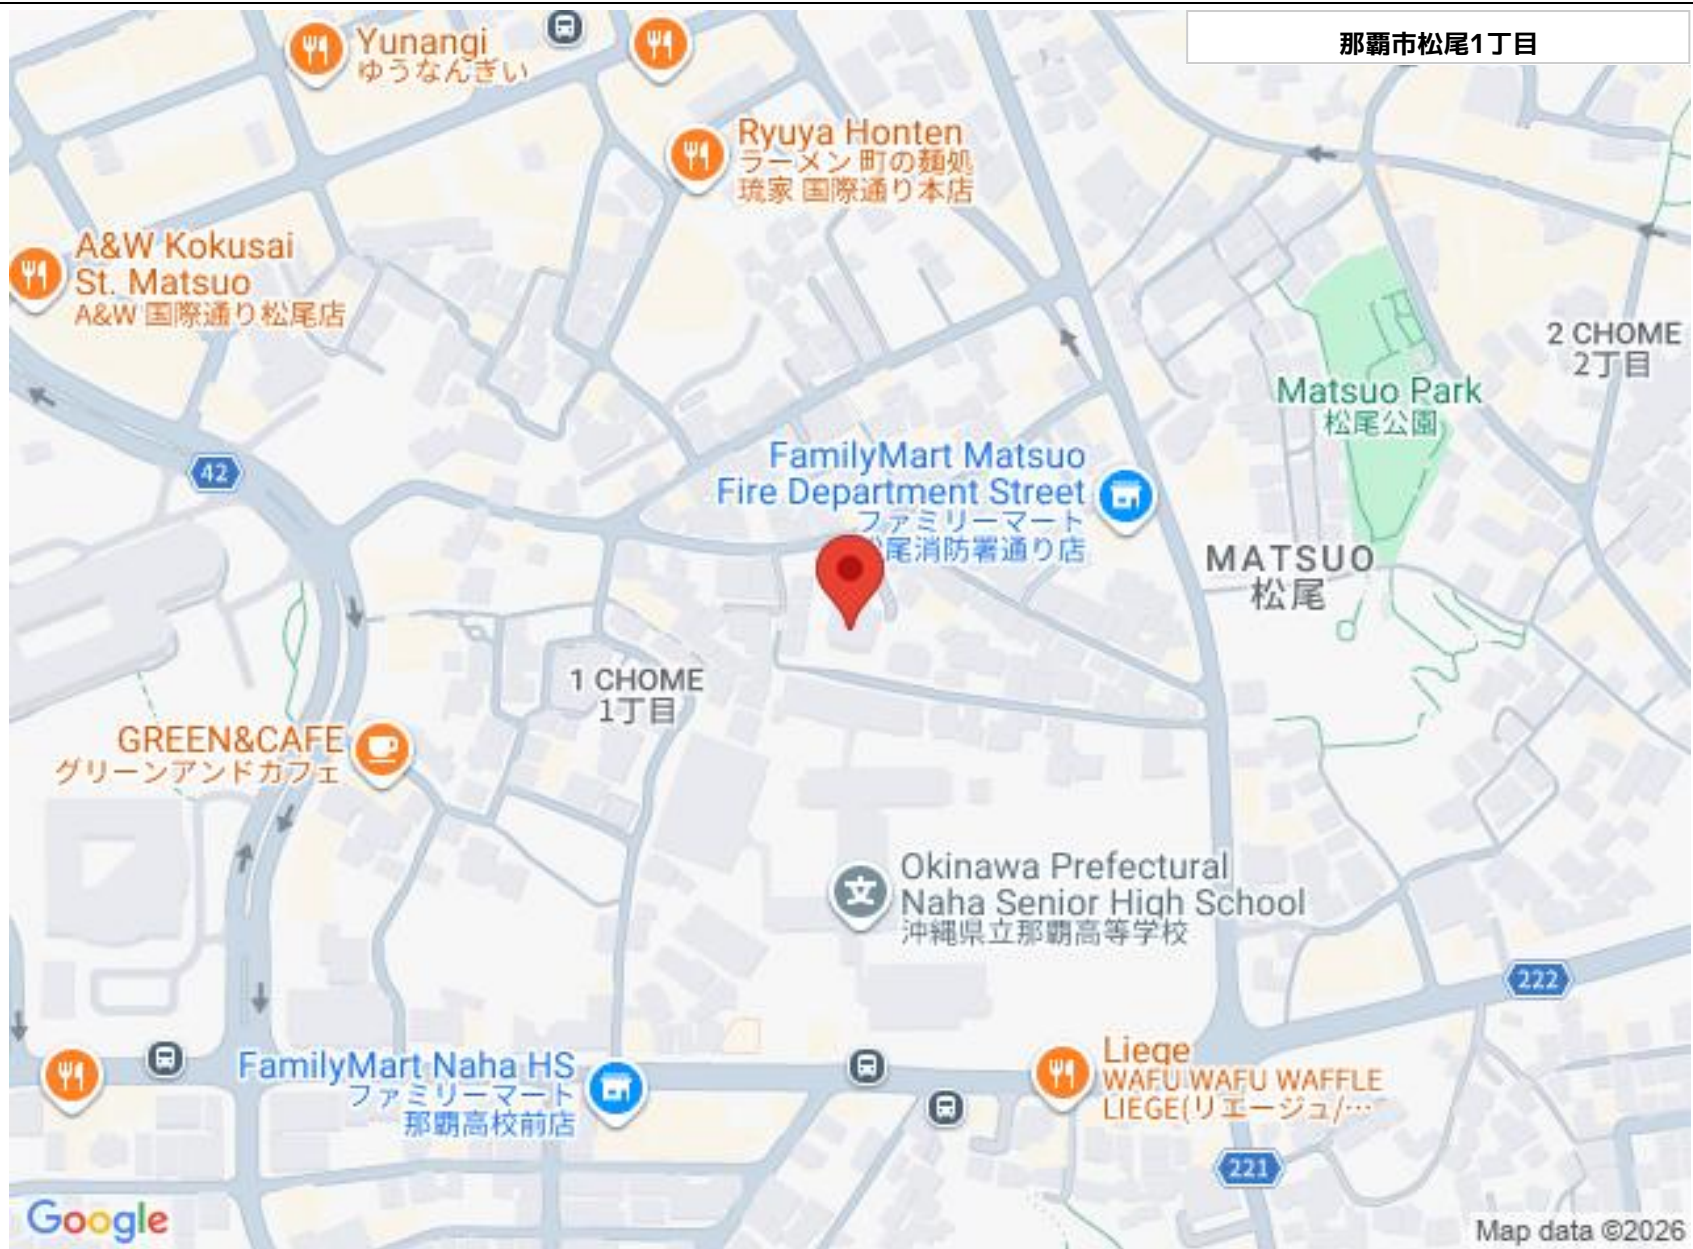 那覇市松尾1丁目
Yunangi
ゆうなんぎい
Ryuya Honten
ラーメン 町の麺処
琉家 国際通り本店
A&W Kokusai
St. Matsuo
A&W 国際通り松尾店
2 CHOME
2丁目
Matsuo Park
松尾公園
42
FamilyMart Matsuo
Fire Department Street
ファミリーマート
尾消防署通り店
MATSUO
松尾
1 CHOME
1丁目
GREEN&CAFE
グリーンアンドカフェ
Okinawa Prefectural
Naha Senior High School
沖縄県立那覇高等学校
222
FamilyMart Naha HS
ファミリーマート
那覇高校前店
Liege
WAFU WAFU WAFFLE
LIEGE(リエージュ/…
221
Google
Map data ©2026